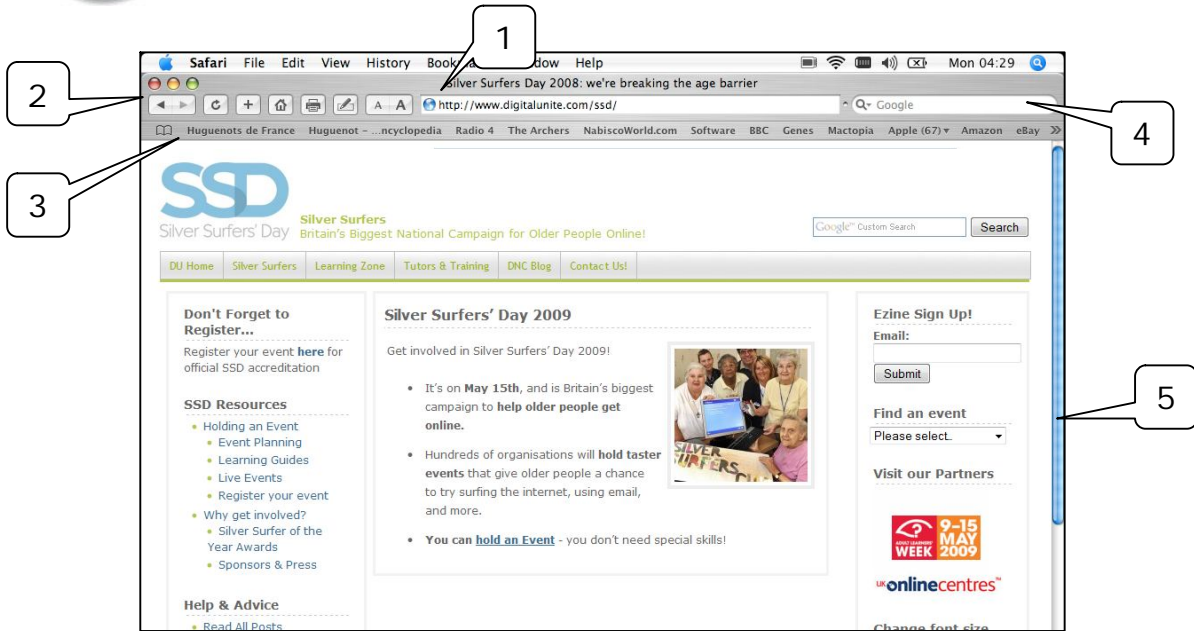 1
2
3
4
5
Safari File Edit View History Help
Mon 04:29
Silver Surfers Day 2008: we're breaking the age barrier
A A http://www.digitalunite.com/ssd/
Google
Huguenots de France Huguenot - ...ncyclopedia Radio 4 The Archers NabiscoWorld.com Software BBC Genes Mactopia Apple (67) Amazon eBay
SSD
Silver Surfers' Day
Silver Surfers
Britain's Biggest National Campaign for Older People Online!
Google™ Custom Search
Search
DU Home Silver Surfers Learning Zone Tutors & Training DNC Blog Contact Us!
Don't Forget to
Register...
Register your event here for
official SSD accreditation
SSD Resources
Holding an Event
Event Planning
Learning Guides
Live Events
Register your event
Why get involved?
Silver Surfer of the
Year Awards
Sponsors & Press
Help & Advice
Read All Posts
Silver Surfers' Day 2009
Get involved in Silver Surfers' Day 2009!
It's on May 15th, and is Britain's biggest
campaign to help older people get
online.
Hundreds of organisations will hold taster
events that give older people a chance
to try surfing the internet, using email,
and more.
You can hold an Event - you don't need special skills!
SILVER
SURFERS
Ezine Sign Up!
Email:
Submit
Find an event
Please select..
Visit our Partners
ADULT LEARNERS'
WEEK
9-15
MAY
2009
UK onlinecentres™
Change font size